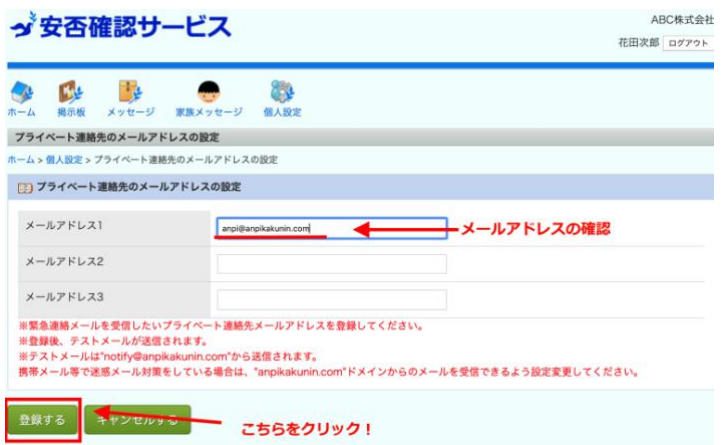 安否確認サービス
ABC株式会社
花田次郎 ログアウト
ホーム 掲示板 メッセージ 家族メッセージ 個人設定
プライベート連絡先のメールアドレスの設定
ホーム > 個人設定 > プライベート連絡先のメールアドレスの設定
プライベート連絡先のメールアドレスの設定
メールアドレス1 anpi@anpikakunin.com メールアドレスの確認
メールアドレス2
メールアドレス3
※緊急連絡メールを受信したいプライベート連絡先メールアドレスを登録してください。
※登録後、テストメールが送信されます。
※テストメールは"notify@anpikakunin.com"から送信されます。
携帯メール等で迷惑メール対策をしている場合は、"anpikakunin.com"ドメインからのメールを受信できるよう設定変更してください。
登録する キャンセルする こちらをクリック！